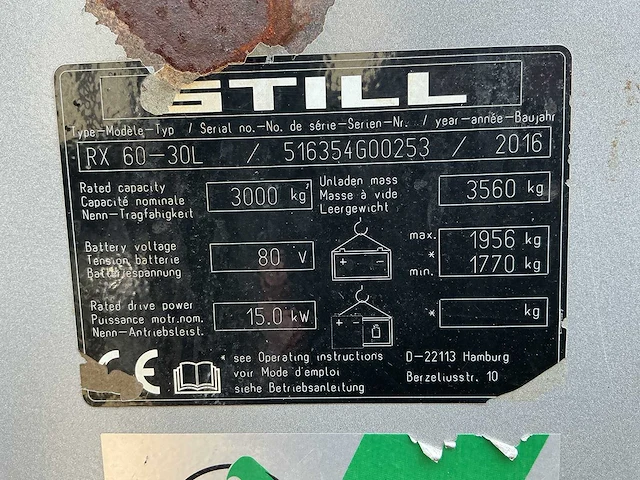 STILL
Type-Modèle-Typ / Serial no.-No. de série-Serien-Nr. / year-année-Baujahr
RX 60-30L / 516354G00253 / 2016
Rated capacity
Capacité nominale
Nenn-Tragfähigkeit
3000 kg
Unladen mass
Masse à vide
Leergewicht
3560 kg
Battery voltage
Tension batterie
Batteriespannung
80 V
max. 1956 kg
*
min. 1770 kg
Rated drive power
Puissance motr.nom.
Nenn-Antriebsleist.
15.0 kW
* kg
CE
* see Operating instructions
voir Mode d'emploi
siehe Betriebsanleitung
D-22113 Hamburg
Berzeliusstr. 10